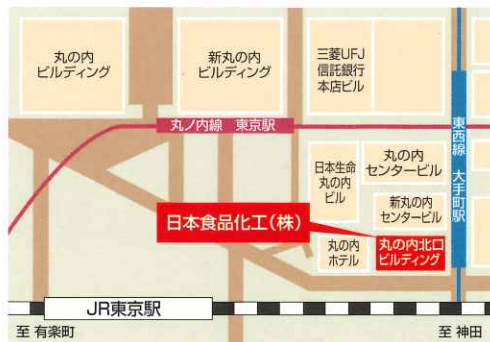 丸の内
ビルディング
新丸の内
ビルディング
三菱UFJ
信託銀行
本店ビル
丸ノ内線　東京駅
東西線　大手町駅
日本生命
丸の内
ビル
丸の内
センタービル
新丸の内
センタービル
日本食品化工(株)
丸の内
ホテル
丸の内北口
ビルディング
JR東京駅
至 有楽町
至 神田